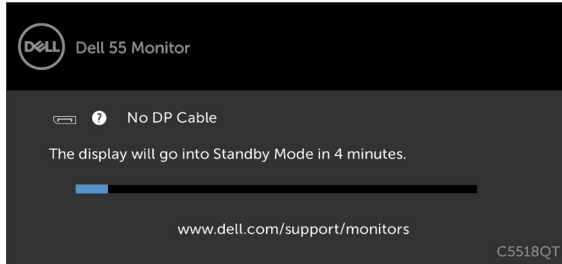 DELL Dell 55 Monitor
? No DP Cable
The display will go into Standby Mode in 4 minutes.
www.dell.com/support/monitors
C5518QT